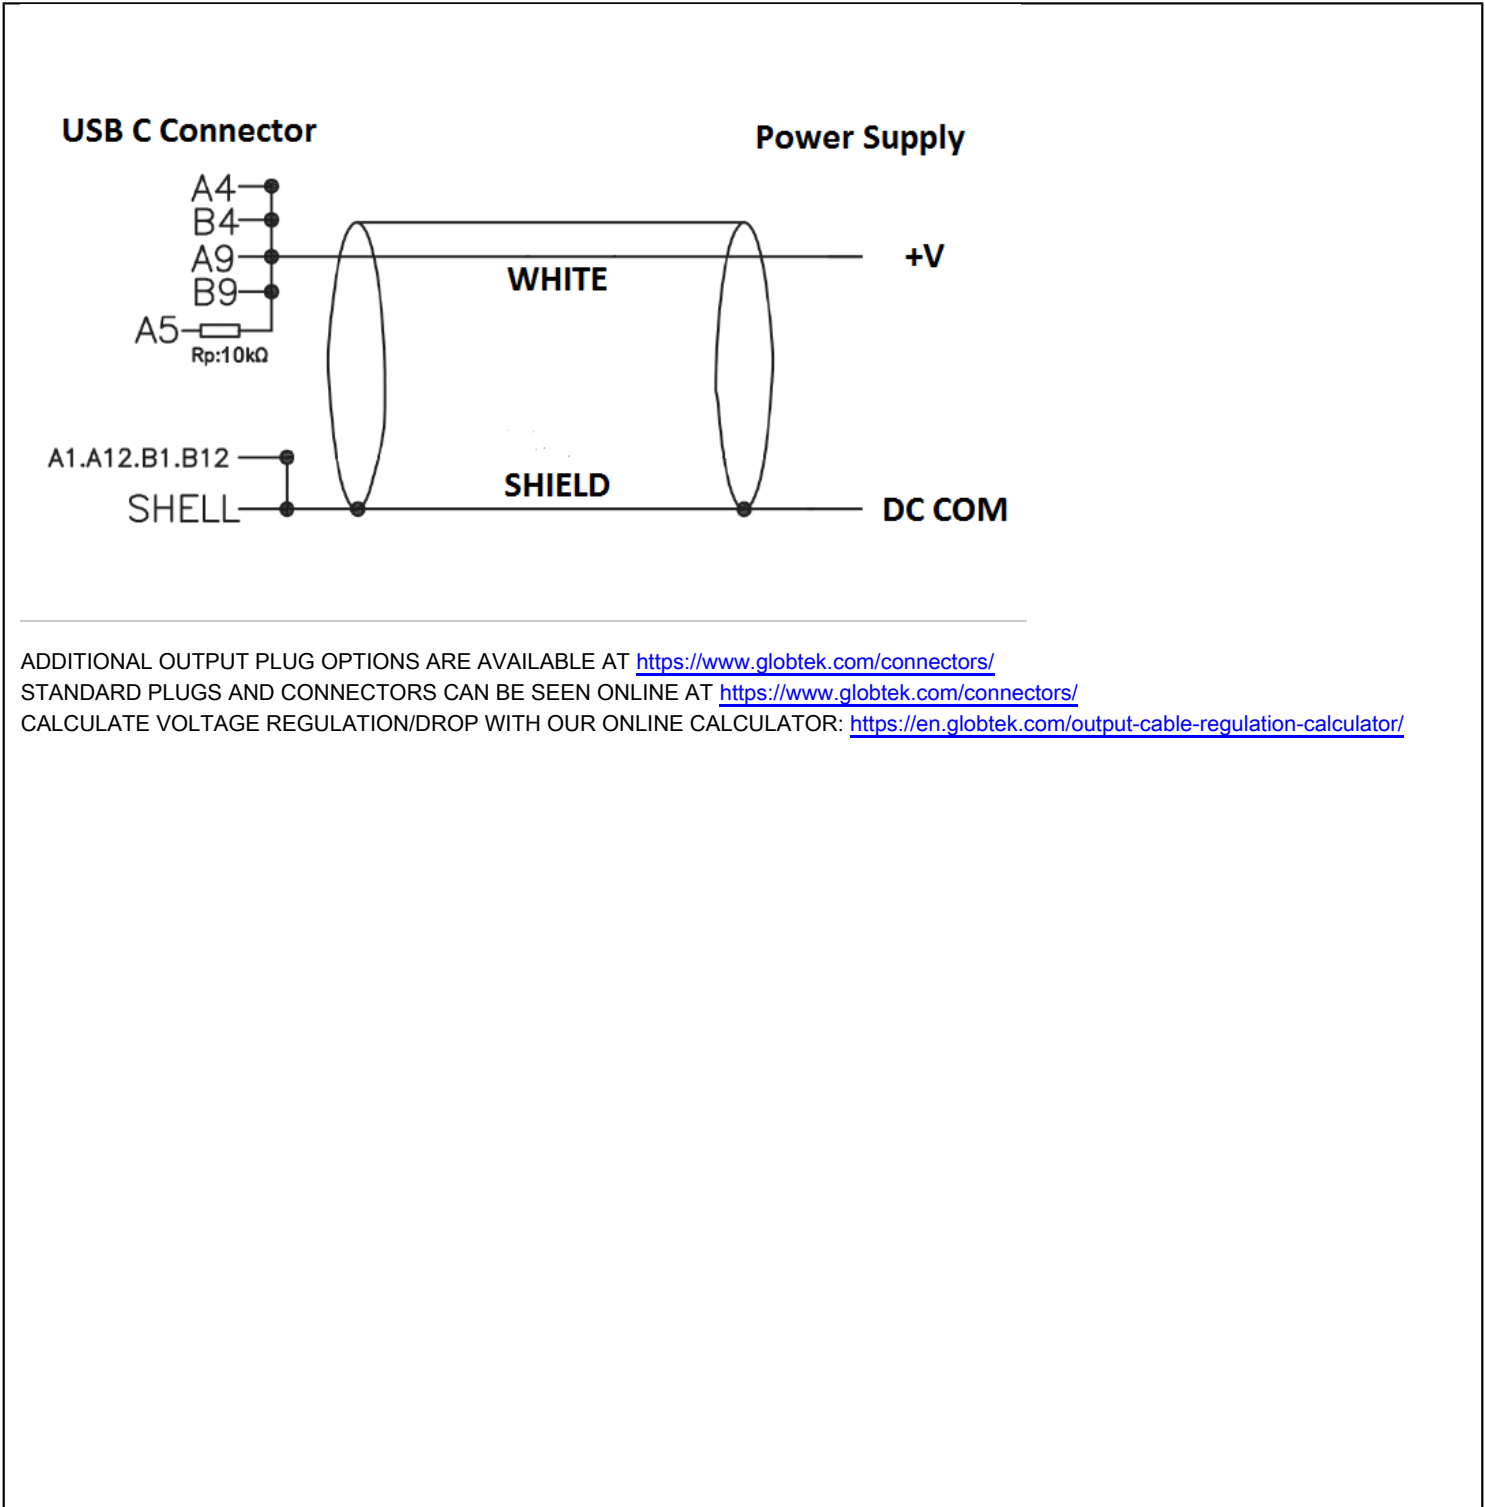 USB C Connector
Power Supply
A4
B4
A9
+V
WHITE
B9
A5
Rp:10kΩ
A1.A12.B1.B12
SHIELD
SHELL
DC COM
ADDITIONAL OUTPUT PLUG OPTIONS ARE AVAILABLE AT https://www.globtek.com/connectors/
STANDARD PLUGS AND CONNECTORS CAN BE SEEN ONLINE AT https://www.globtek.com/connectors/
CALCULATE VOLTAGE REGULATION/DROP WITH OUR ONLINE CALCULATOR: https://en.globtek.com/output-cable-regulation-calculator/